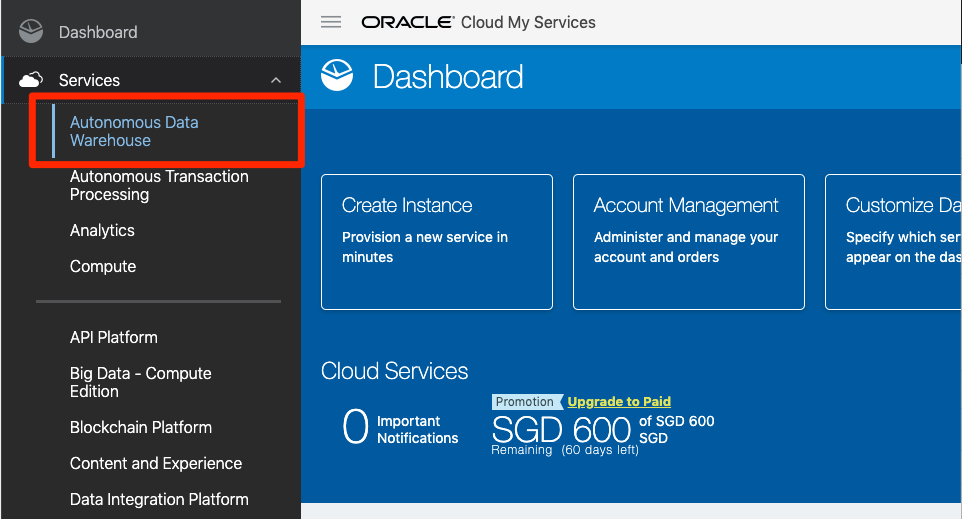 Dashboard
Services
Autonomous Data
Warehouse
Autonomous Transaction
Processing
Analytics
Compute
API Platform
Big Data - Compute
Edition
Blockchain Platform
Content and Experience
Data Integration Platform
ORACLE® Cloud My Services
Dashboard
Create Instance
Provision a new service in
minutes
Account Management
Administer and manage your
account and orders
Customize Da
Specify which ser
appear on the das
Cloud Services
0 Important
Notifications
Promotion Upgrade to Paid
SGD 600 of SGD 600
SGD
Remaining (60 days left)